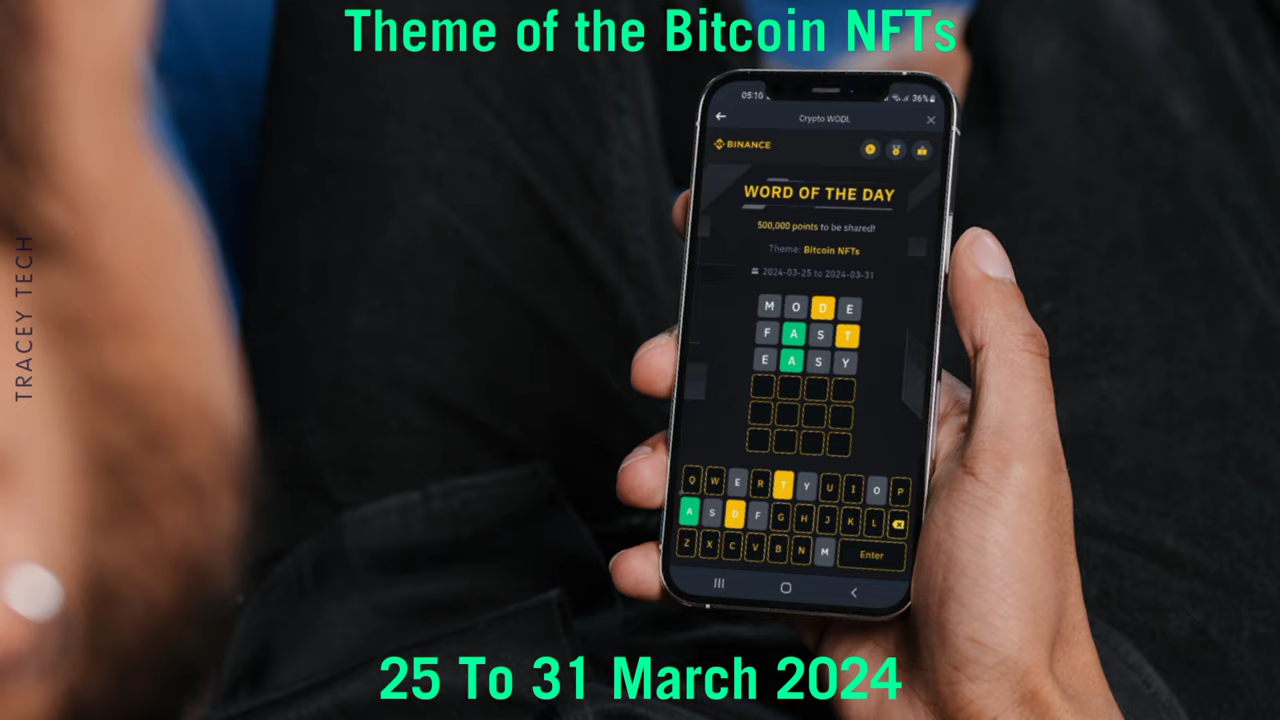 Theme of the Bitcoin NFTs
TRACEY TECH
05:10 36%
Crypto WODL
BINANCE
WORD OF THE DAY
500,000 points to be shared!
Theme: Bitcoin NFTs
2024-03-25 to 2024-03-31
M O D E
F A S T
E A S Y
Q W E R T Y U I O P
A S D F G H J K L
Z X C V B N M Enter
25 To 31 March 2024